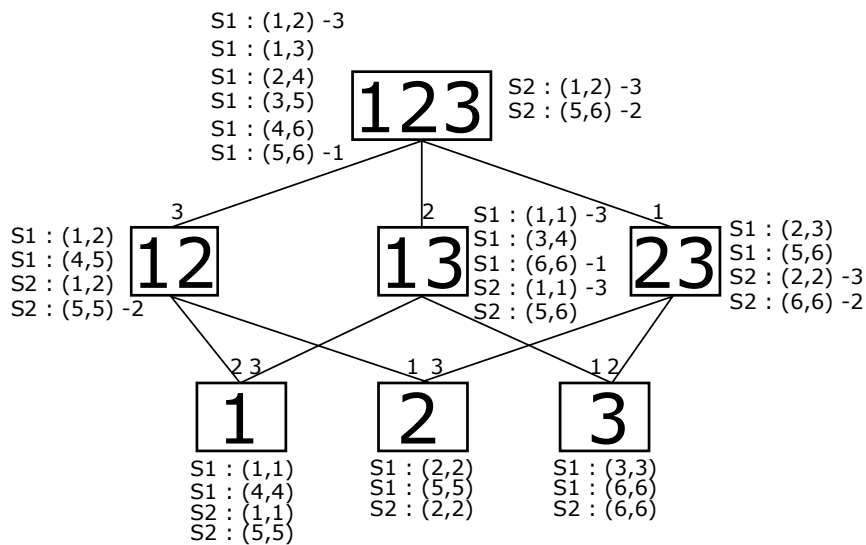 S1 : (1,2) -3
S1 : (1,3)
S1 : (2,4)
S1 : (3,5)
S1 : (4,6)
S1 : (5,6) -1
123
S2 : (1,2) -3
S2 : (5,6) -2
3
2
1
S1 : (1,2)
S1 : (4,5)
S2 : (1,2)
S2 : (5,5) -2
12
13
S1 : (1,1) -3
S1 : (3,4)
S1 : (6,6) -1
S2 : (1,1) -3
S2 : (5,6)
23
S1 : (2,3)
S1 : (5,6)
S2 : (2,2) -3
S2 : (6,6) -2
2 3
1 3
1 2
1
2
3
S1 : (1,1)
S1 : (4,4)
S2 : (1,1)
S2 : (5,5)
S1 : (2,2)
S1 : (5,5)
S2 : (2,2)
S1 : (3,3)
S1 : (6,6)
S2 : (6,6)